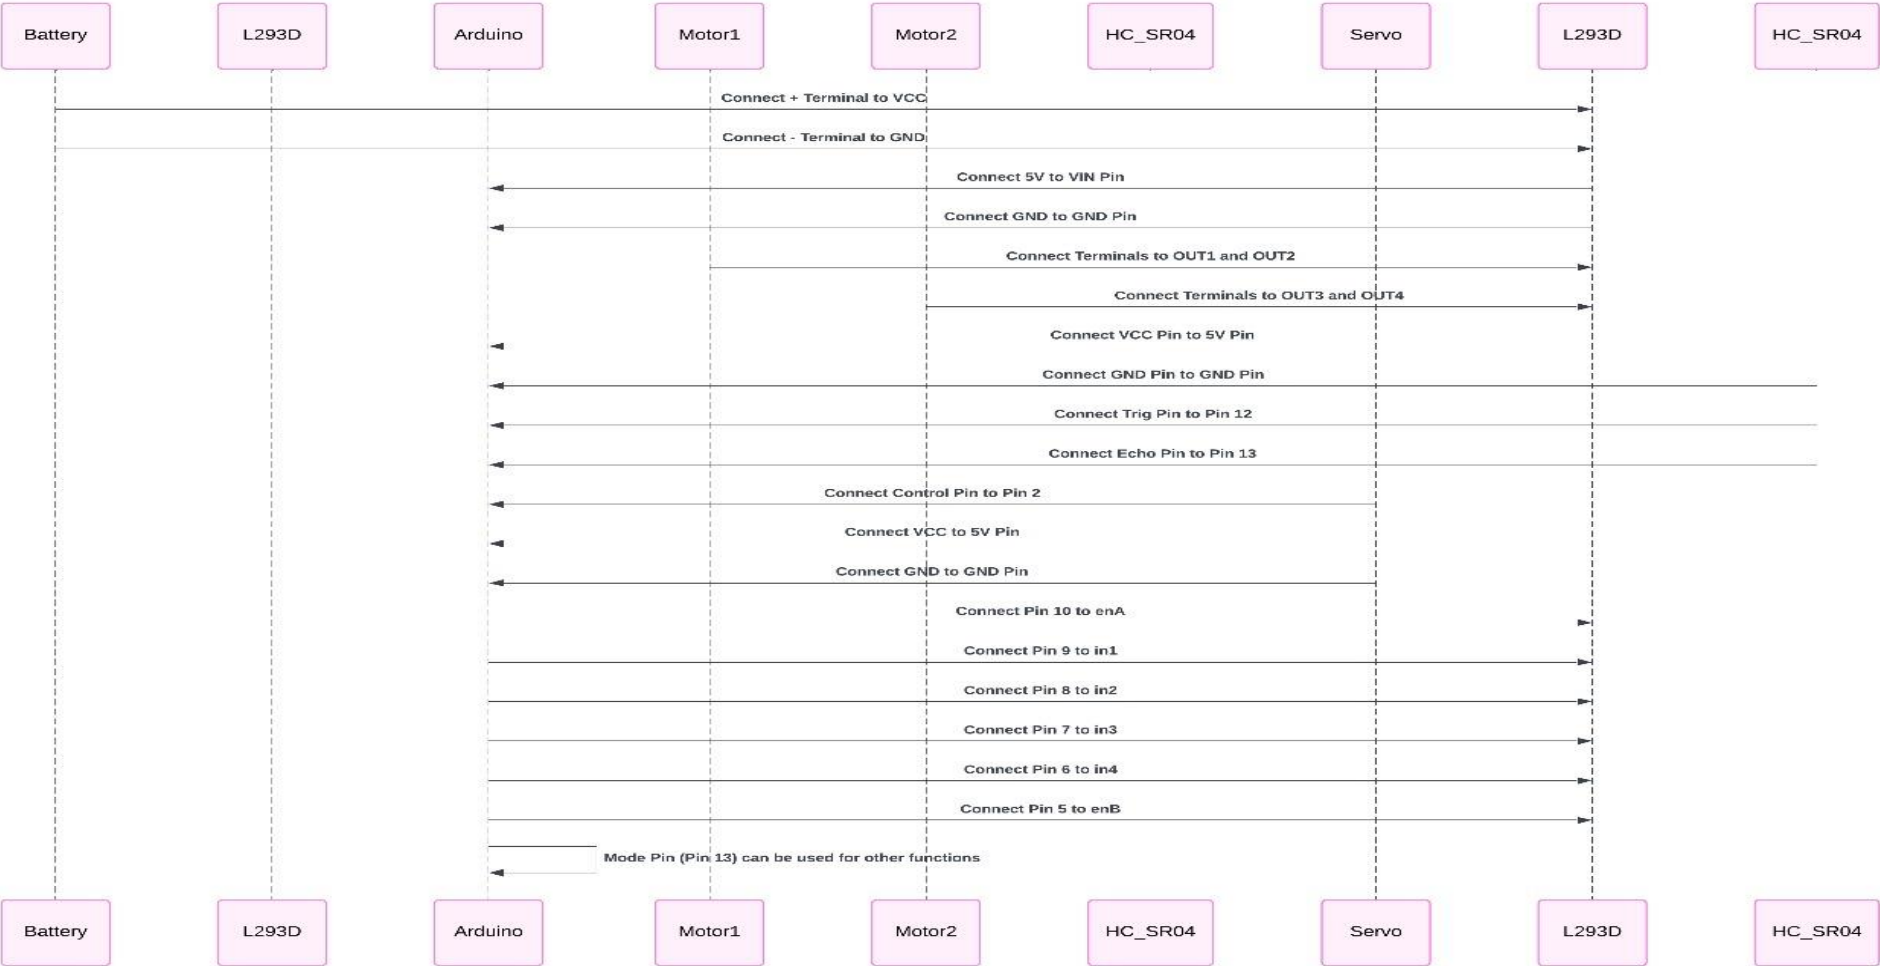 Battery
L293D
Arduino
Motor1
Motor2
HC_SR04
Servo
L293D
HC_SR04
Connect + Terminal to VCC
Connect - Terminal to GND
Connect 5V to VIN Pin
Connect GND to GND Pin
Connect Terminals to OUT1 and OUT2
Connect Terminals to OUT3 and OUT4
Connect VCC Pin to 5V Pin
Connect GND Pin to GND Pin
Connect Trig Pin to Pin 12
Connect Echo Pin to Pin 13
Connect Control Pin to Pin 2
Connect VCC to 5V Pin
Connect GND to GND Pin
Connect Pin 10 to enA
Connect Pin 9 to in1
Connect Pin 8 to in2
Connect Pin 7 to in3
Connect Pin 6 to in4
Connect Pin 5 to enB
Mode Pin (Pin 13) can be used for other functions
Battery
L293D
Arduino
Motor1
Motor2
HC_SR04
Servo
L293D
HC_SR04